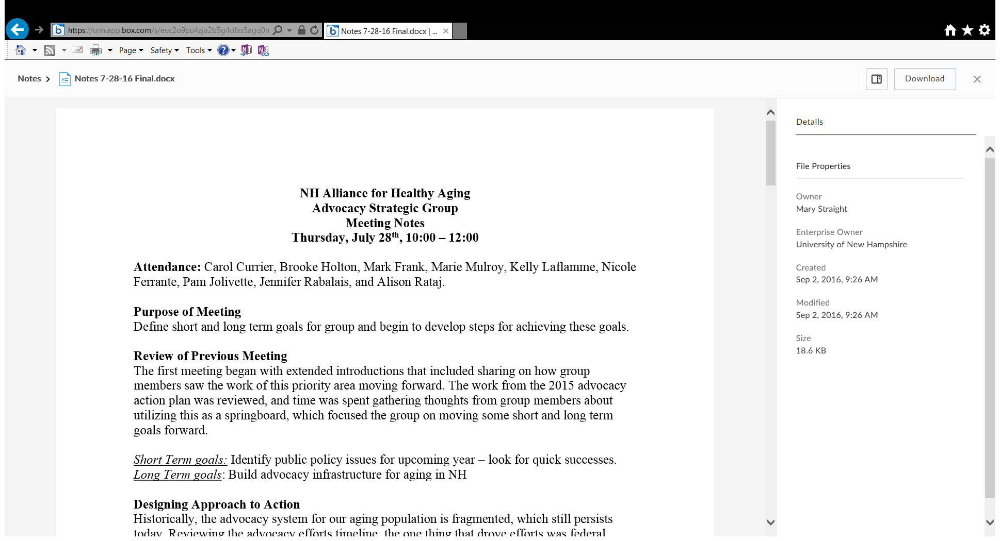 https://unh.app.box.com/s/euc2o9pu4zja2b5g4dfxs5agq0n
Notes 7-28-16 Final.docx | ...
Page
Safety
Tools
Notes
Notes 7-28-16 Final.docx
Download
NH Alliance for Healthy Aging
Advocacy Strategic Group
Meeting Notes
Thursday, July 28th, 10:00 – 12:00
Attendance: Carol Currier, Brooke Holton, Mark Frank, Marie Mulroy, Kelly Laflamme, Nicole
Ferrante, Pam Jolivette, Jennifer Rabalais, and Alison Rataj.
Purpose of Meeting
Define short and long term goals for group and begin to develop steps for achieving these goals.
Review of Previous Meeting
The first meeting began with extended introductions that included sharing on how group
members saw the work of this priority area moving forward. The work from the 2015 advocacy
action plan was reviewed, and time was spent gathering thoughts from group members about
utilizing this as a springboard, which focused the group on moving some short and long term
goals forward.
Short Term goals: Identify public policy issues for upcoming year – look for quick successes.
Long Term goals: Build advocacy infrastructure for aging in NH
Designing Approach to Action
Historically, the advocacy system for our aging population is fragmented, which still persists
today. Reviewing the advocacy efforts timeline, the one thing that drove efforts was federal
Details
File Properties
Owner
Mary Straight
Enterprise Owner
University of New Hampshire
Created
Sep 2, 2016, 9:26 AM
Modified
Sep 2, 2016, 9:26 AM
Size
18.6 KB